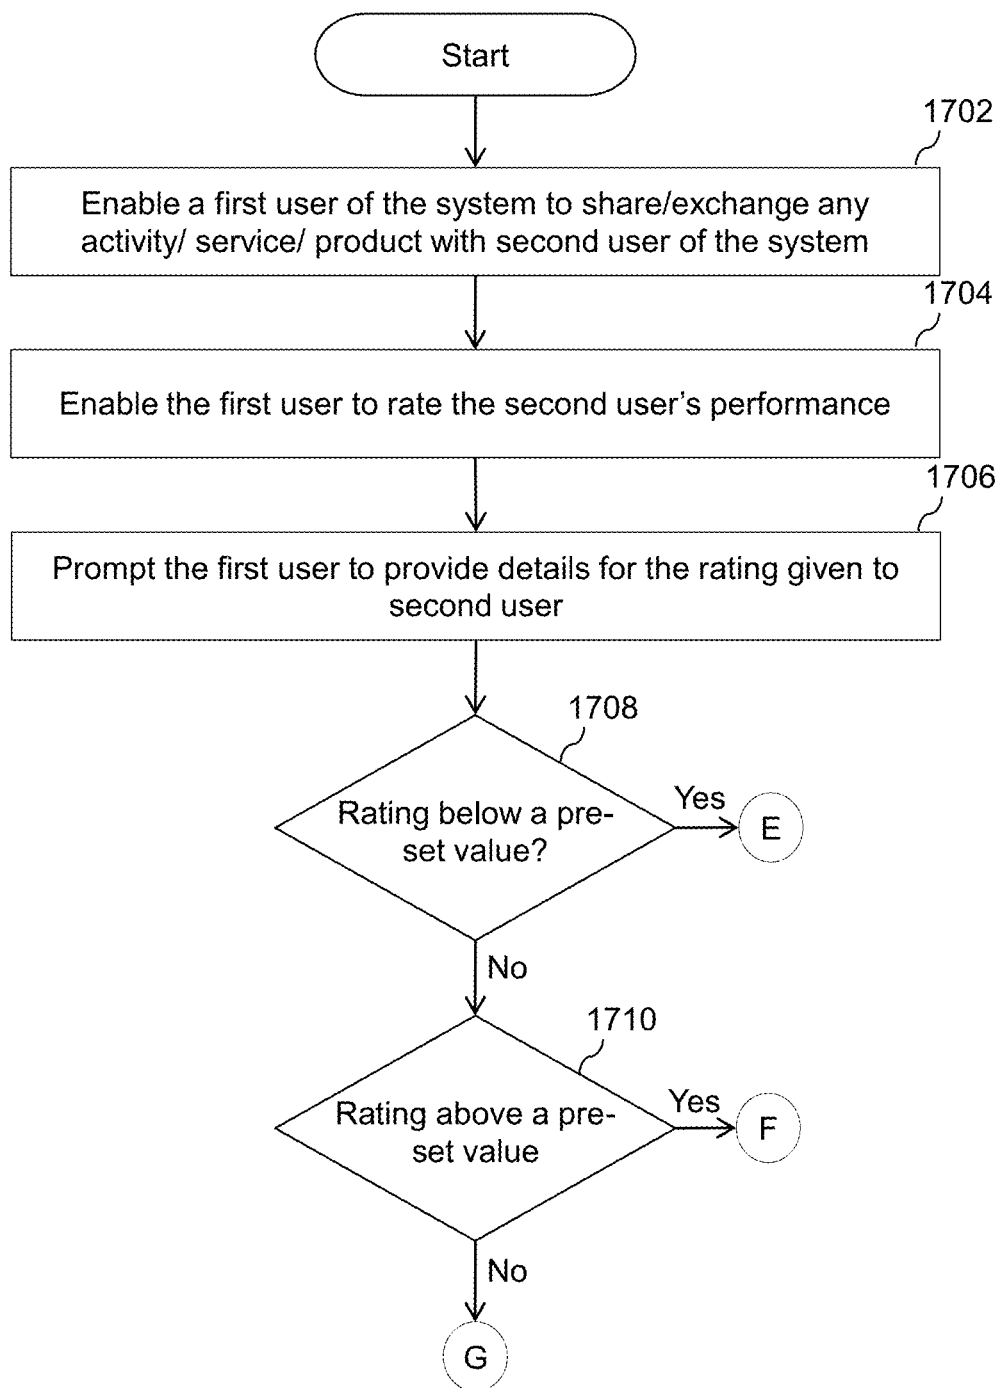 Start
1702
Enable a first user of the system to share/exchange any
activity/ service/ product with second user of the system
1704
Enable the first user to rate the second user's performance
1706
Prompt the first user to provide details for the rating given to
second user
1708
Rating below a pre-
set value?
Yes
E
No
1710
Rating above a pre-
set value
Yes
F
No
G